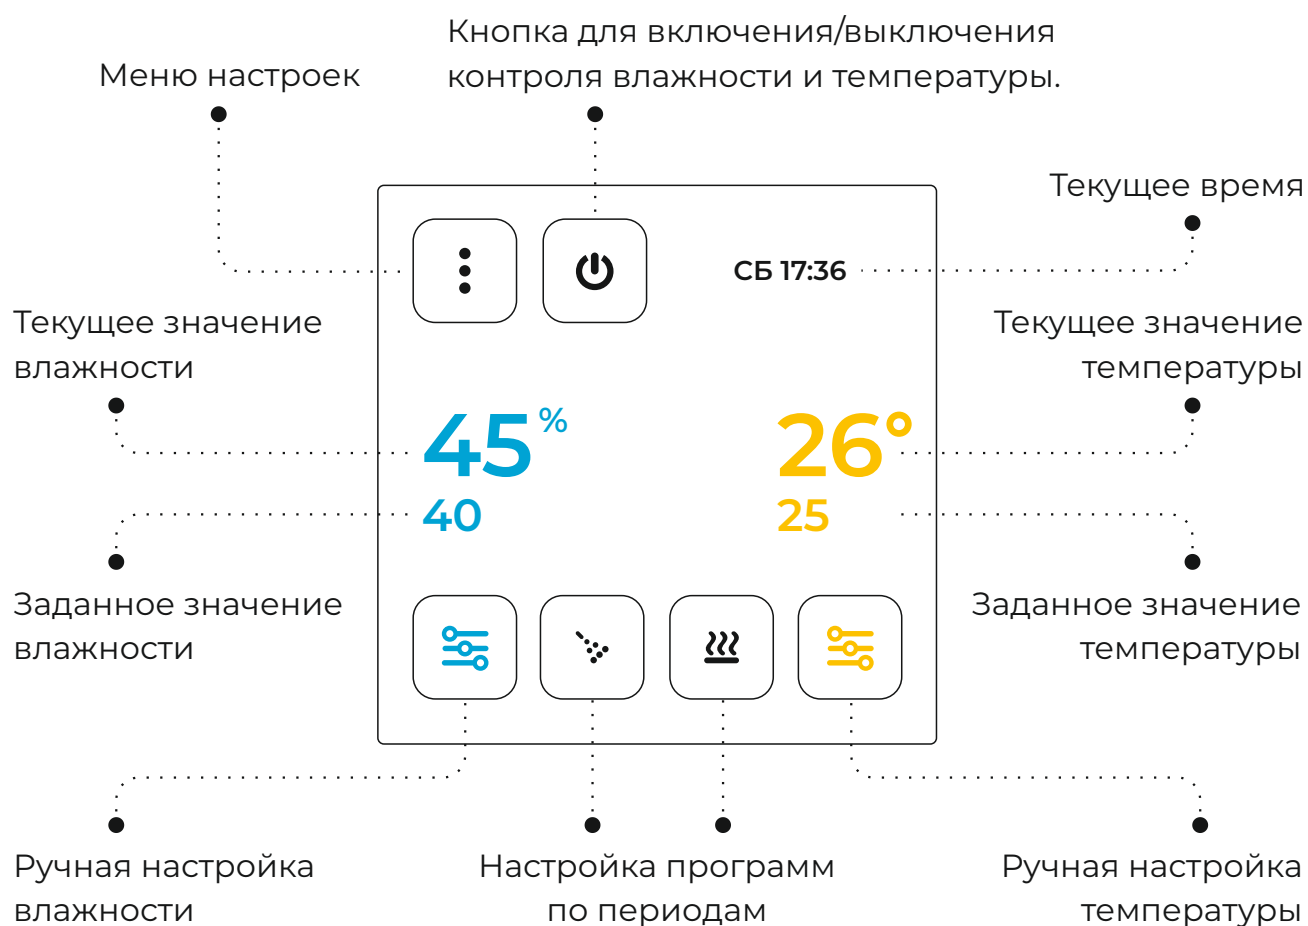 Кнопка для включения/выключения
контроля влажности и температуры.
Меню настроек
Текущее время
СБ 17:36
Текущее значение
влажности
Текущее значение
температуры
45%
26°
40
25
Заданное значение
влажности
Заданное значение
температуры
Ручная настройка
влажности
Настройка программ
по периодам
Ручная настройка
температуры